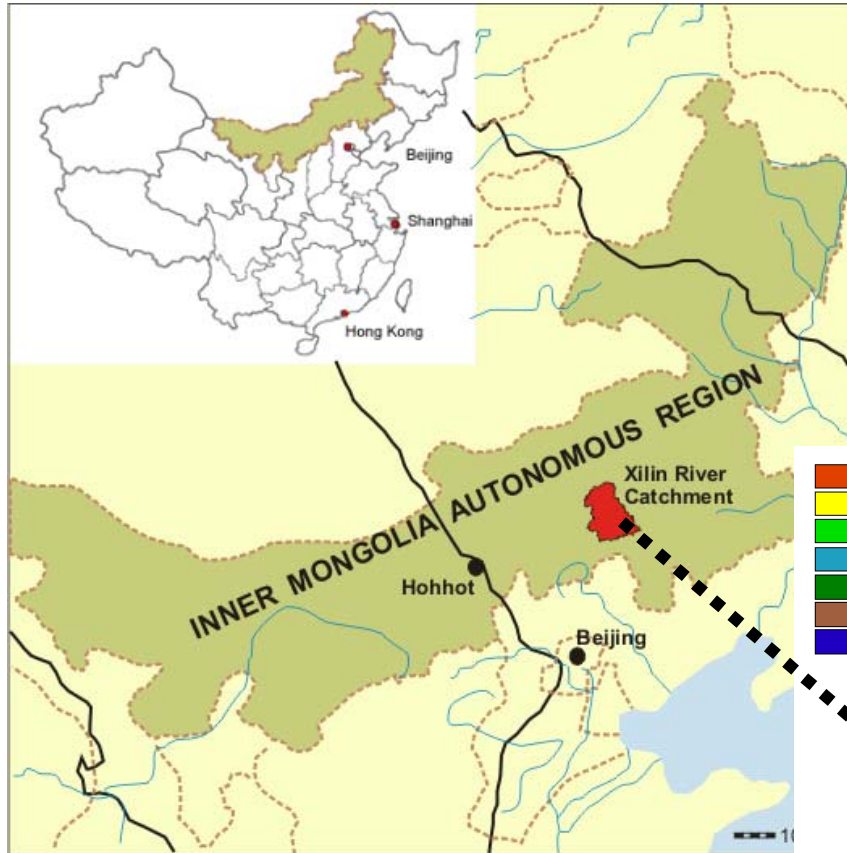 Beijing
Shanghai
Hong Kong
INNER MONGOLIA AUTONOMOUS REGION
Xilin River
Catchment
Hohhot
Beijing